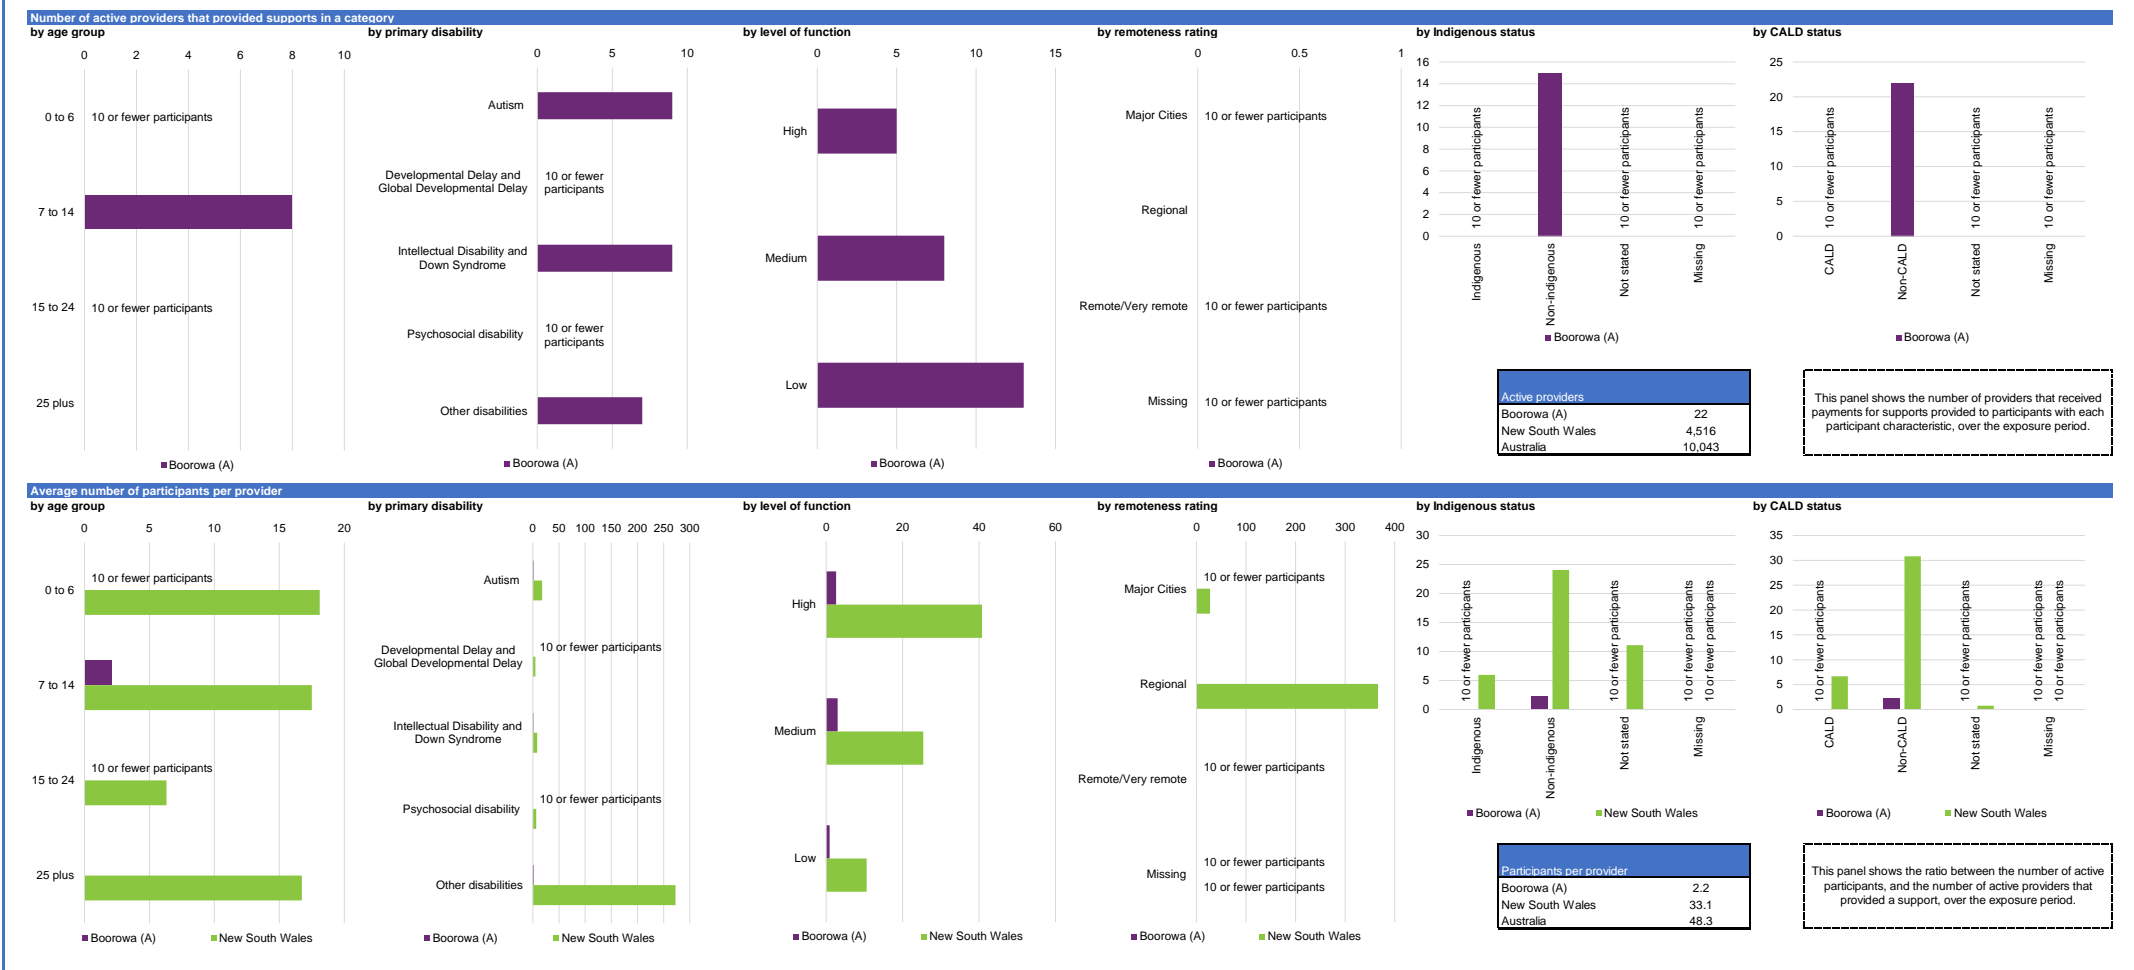 Number of active providers that provided supports in a category
by age group
0 2 4 6 8 10
0 to 6
10 or fewer participants
7 to 14
15 to 24
10 or fewer participants
25 plus
Boorowa (A)
by primary disability
0 5 10
Autism
Developmental Delay and
Global Developmental Delay
10 or fewer
participants
Intellectual Disability and
Down Syndrome
Psychosocial disability
10 or fewer
participants
Other disabilities
Boorowa (A)
by level of function
0 5 10 15
High
Medium
Low
Boorowa (A)
by remoteness rating
0 0.5 1
Major Cities
10 or fewer participants
Regional
Remote/Very remote
10 or fewer participants
Missing
10 or fewer participants
Boorowa (A)
by Indigenous status
16
14
12
10
8
6
4
2
0
10 or fewer participants
10 or fewer participants
10 or fewer participants
Indigenous
Non-indigenous
Not stated
Missing
Boorowa (A)
by CALD status
25
20
15
10
5
0
10 or fewer participants
10 or fewer participants
10 or fewer participants
CALD
Non-CALD
Not stated
Missing
Boorowa (A)
Active providers
Boorowa (A) 22
New South Wales 4,516
Australia 10,043
This panel shows the number of providers that received
payments for supports provided to participants with each
participant characteristic, over the exposure period.
Average number of participants per provider
by age group
0 5 10 15 20
0 to 6
10 or fewer participants
7 to 14
15 to 24
10 or fewer participants
25 plus
Boorowa (A) New South Wales
by primary disability
0 50 100 150 200 250 300
Autism
Developmental Delay and
Global Developmental Delay
10 or fewer participants
Intellectual Disability and
Down Syndrome
Psychosocial disability
10 or fewer participants
Other disabilities
Boorowa (A) New South Wales
by level of function
0 20 40 60
High
Medium
Low
Boorowa (A) New South Wales
by remoteness rating
0 100 200 300 400
Major Cities
10 or fewer participants
Regional
Remote/Very remote
10 or fewer participants
Missing
10 or fewer participants
10 or fewer participants
Boorowa (A) New South Wales
by Indigenous status
30
25
20
15
10
5
0
10 or fewer participants
10 or fewer participants
10 or fewer participants
10 or fewer participants
Indigenous
Non-indigenous
Not stated
Missing
Boorowa (A) New South Wales
by CALD status
35
30
25
20
15
10
5
0
10 or fewer participants
10 or fewer participants
10 or fewer participants
10 or fewer participants
CALD
Non-CALD
Not stated
Missing
Boorowa (A) New South Wales
Participants per provider
Boorowa (A) 2.2
New South Wales 33.1
Australia 48.3
This panel shows the ratio between the number of active
participants, and the number of active providers that
provided a support, over the exposure period.